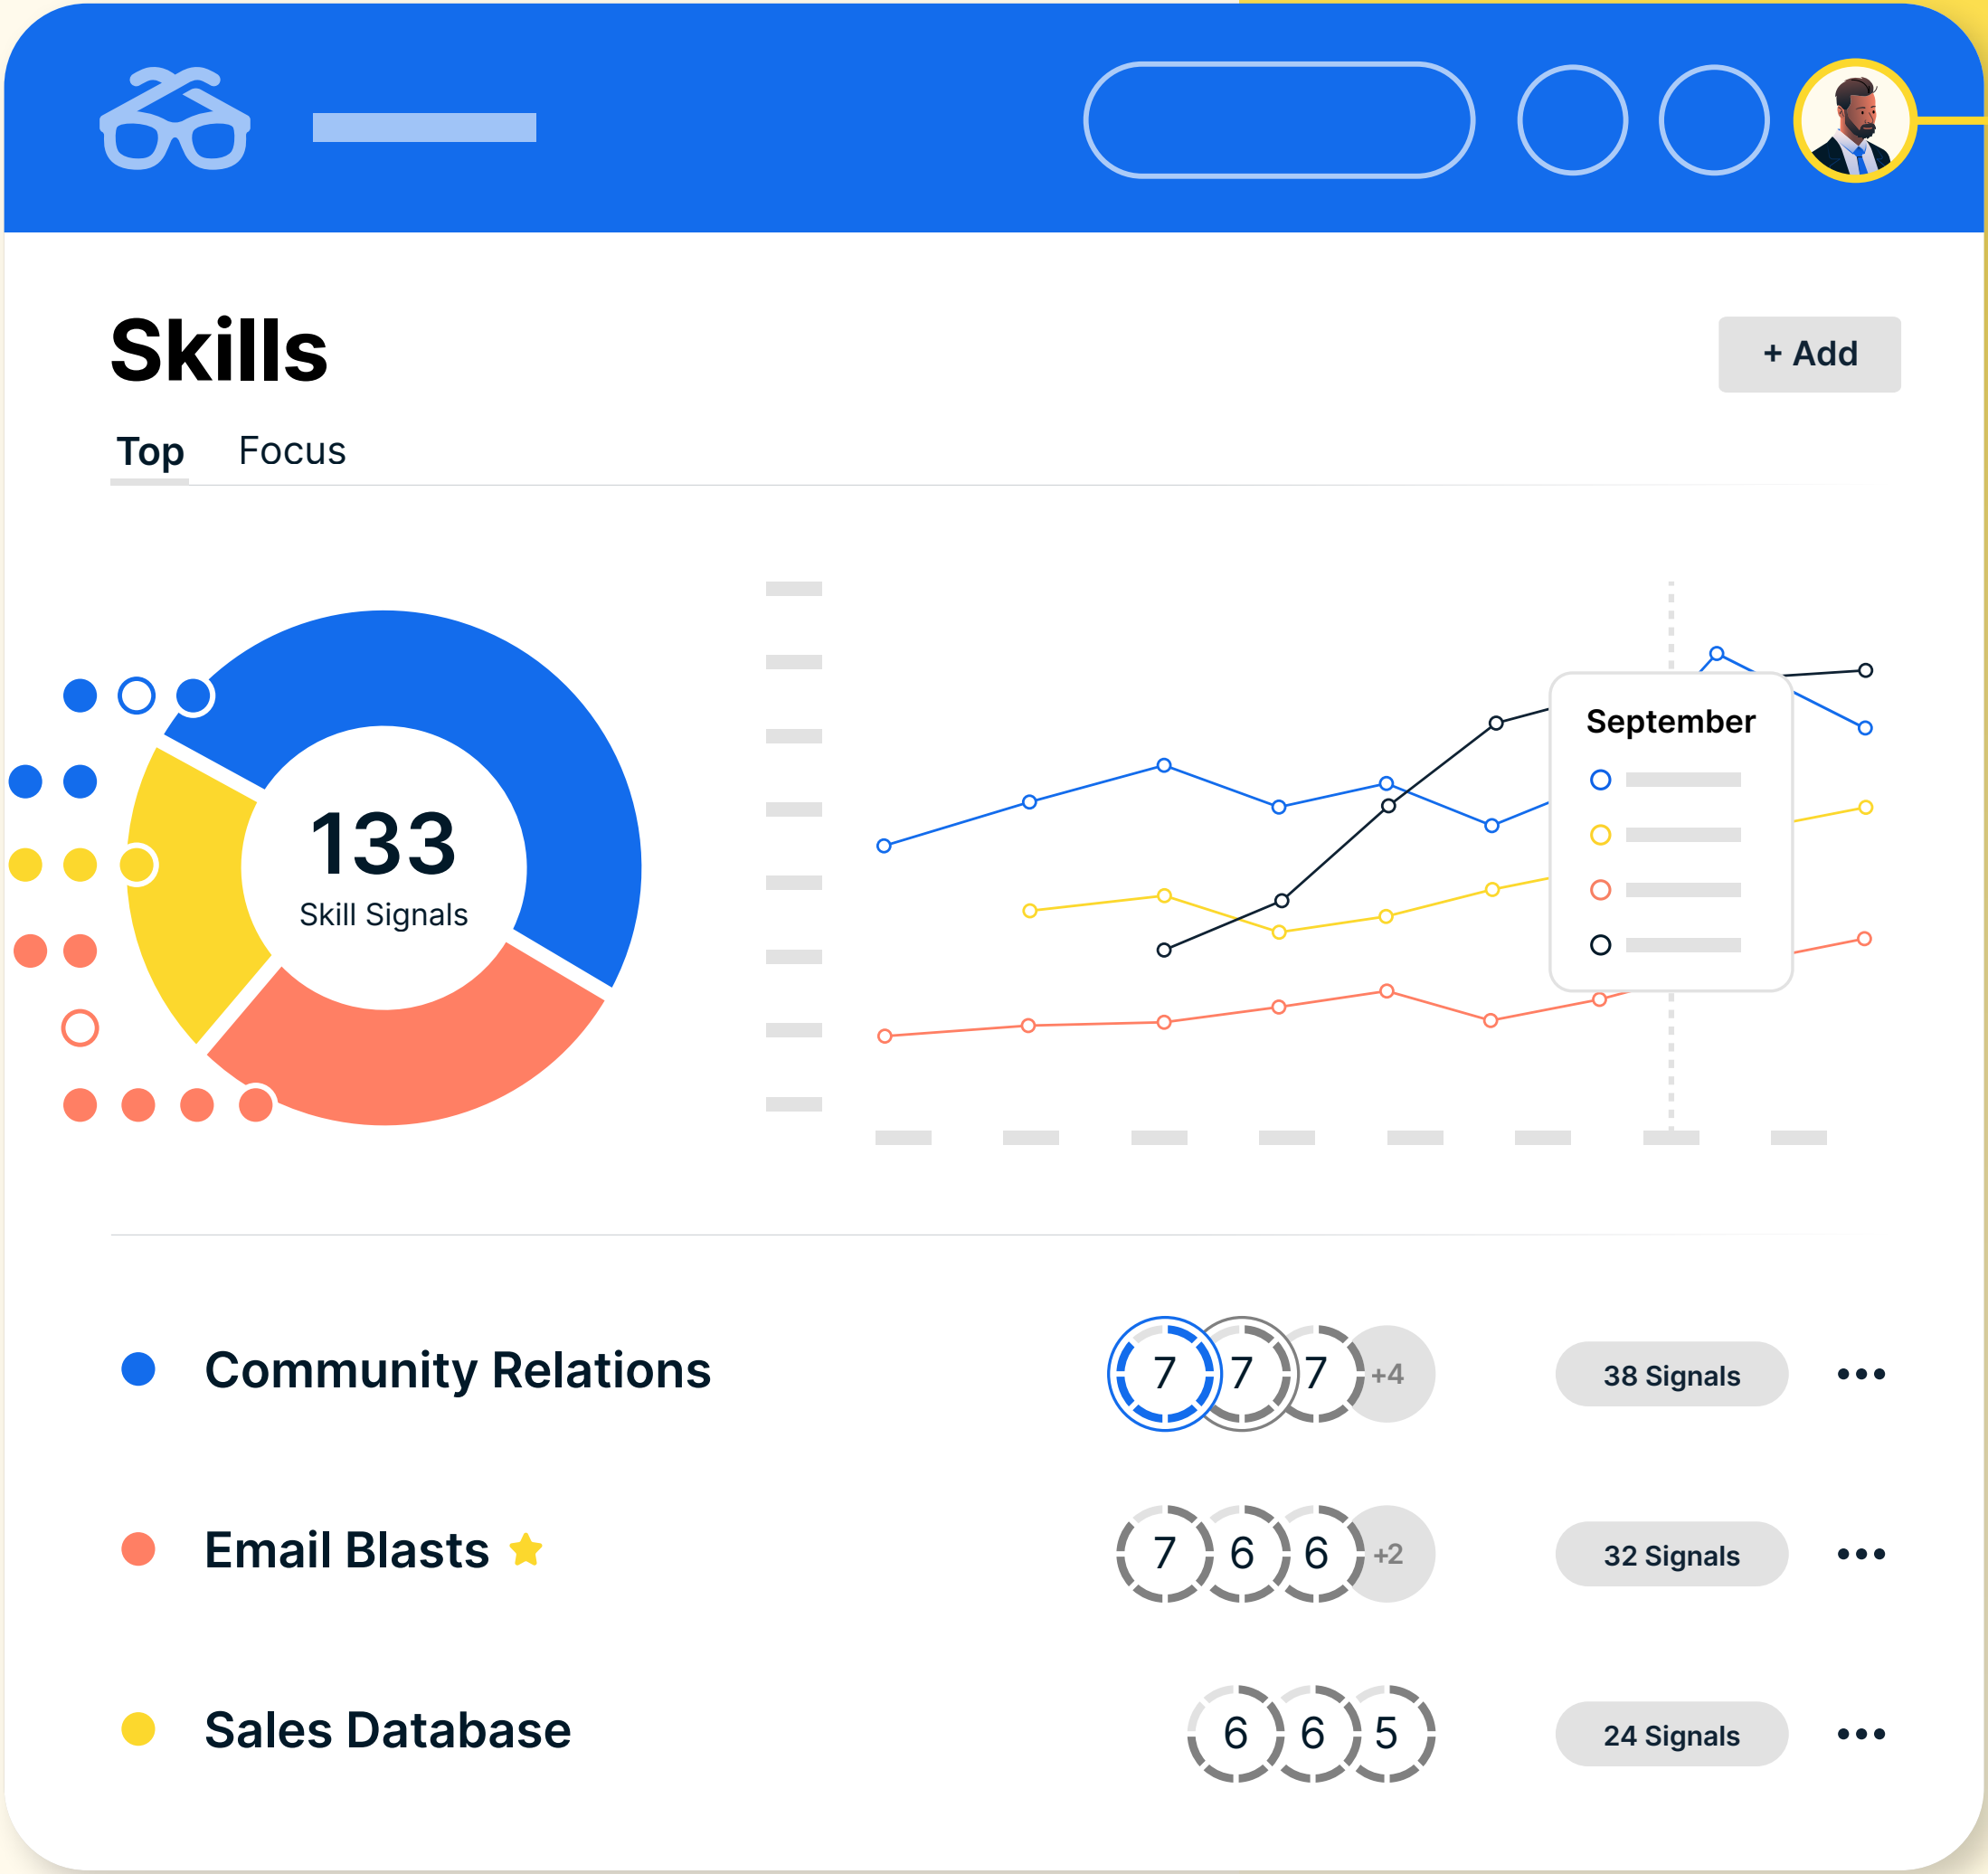 Skills
+ Add
Top Focus
133
Skill Signals
September
Community Relations 7 7 7 +4 38 Signals
Email Blasts 7 6 6 +2 32 Signals
Sales Database 6 6 5 24 Signals